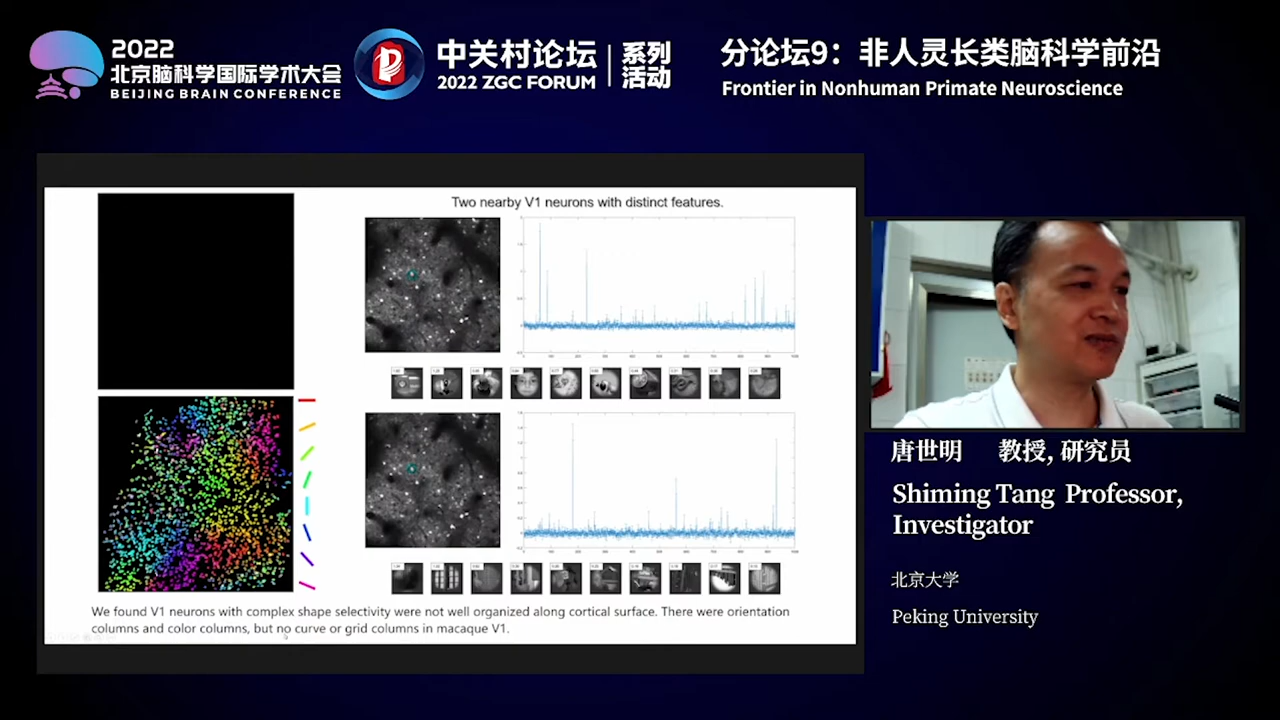 2022
北京脑科学国际学术大会
BEIJING BRAIN CONFERENCE
中关村论坛
2022 ZGC FORUM
系列
活动
分论坛9：非人灵长类脑科学前沿
Frontier in Nonhuman Primate Neuroscience
Two nearby V1 neurons with distinct features.
We found V1 neurons with complex shape selectivity were not well organized along cortical surface. There were orientation
columns and color columns, but no curve or grid columns in macaque V1.
唐世明 教授, 研究员
Shiming Tang Professor,
Investigator
北京大学
Peking University